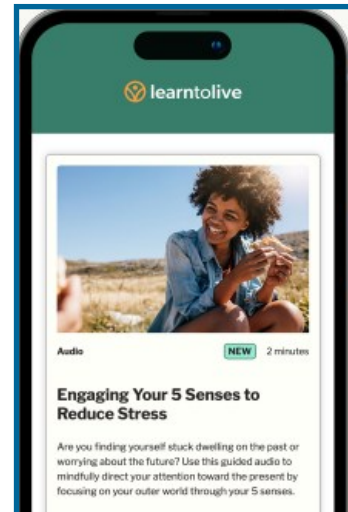 learntolive
Audio
NEW 2 minutes
Engaging Your 5 Senses to
Reduce Stress
Are you finding yourself stuck dwelling on the past or
worrying about the future? Use this guided audio to
mindfully direct your attention toward the present by
focusing on your outer world through your 5 senses.